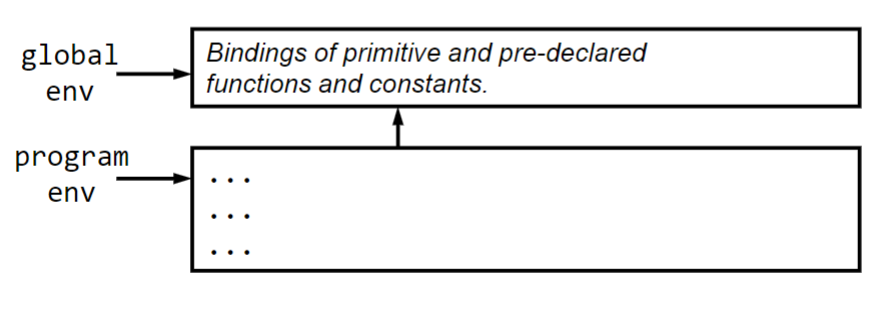 global
env
Bindings of primitive and pre-declared
functions and constants.
program
env
...
...
...